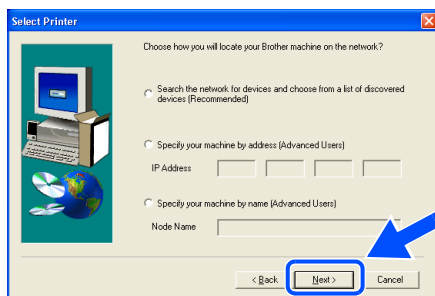 Select Printer
Choose how you will locate your Brother machine on the network?
Search the network for devices and choose from a list of discovered
devices (Recommended)
Specify your machine by address (Advanced Users)
IP Address
Specify your machine by name (Advanced Users)
Node Name
< Back
Next >
Cancel